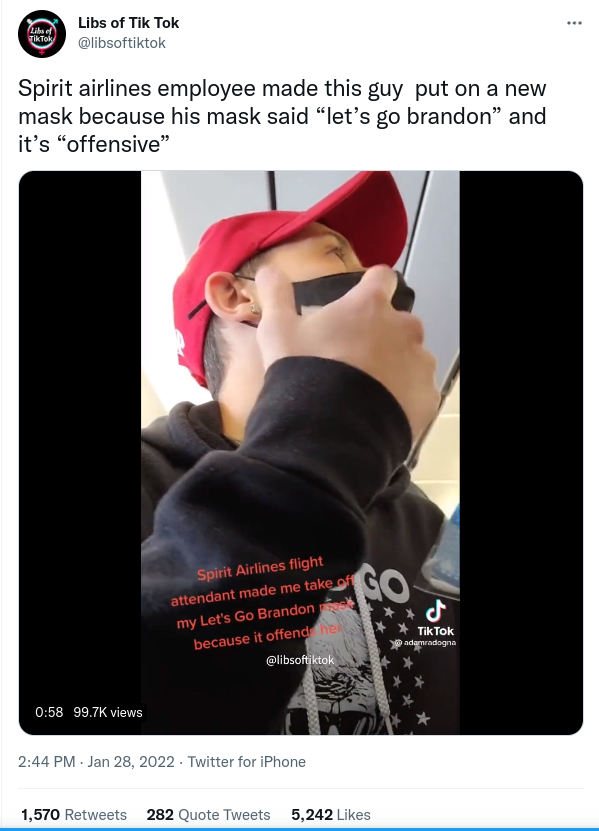 Libs of
TikTok
Libs of Tik Tok
@libsoftiktok
Spirit airlines employee made this guy  put on a new
mask because his mask said “let’s go brandon” and
it’s “offensive”
Spirit Airlines flight
attendant made me take off
my Let's Go Brandon mask
because it offends her
GO
TikTok
@ adamradogna
@libsoftiktok
0:58 99.7K views
2:44 PM · Jan 28, 2022 · Twitter for iPhone
1,570 Retweets 282 Quote Tweets 5,242 Likes